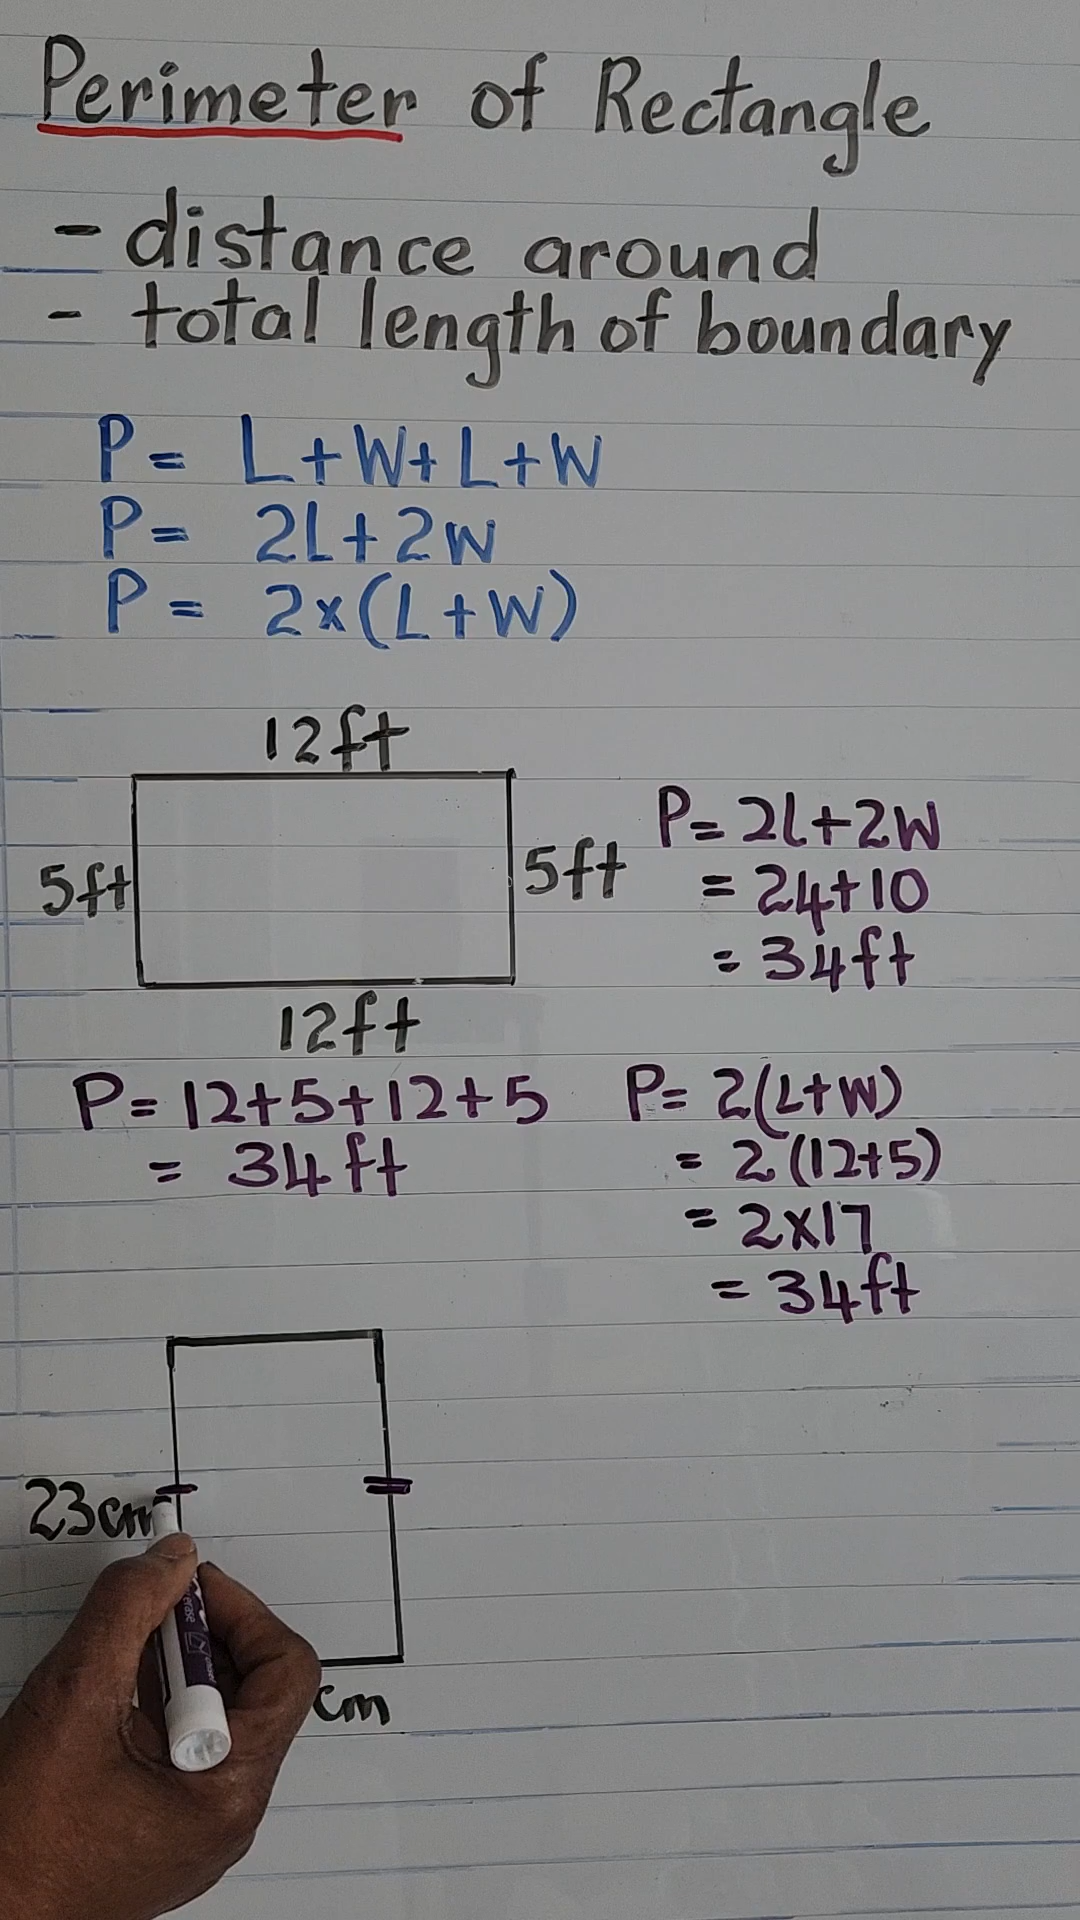 Perimeter of Rectangle
- distance around
- total length of boundary
P = L+W+L+W
P = 2L+2W
P = 2x(L+W)
12ft
5ft
5ft
12ft
P= 2L+2W
= 24+10
= 34ft
P= 12+5+12+5
= 34ft
P= 2(L+W)
= 2(12+5)
= 2x17
= 34ft
23cm
cm
erase